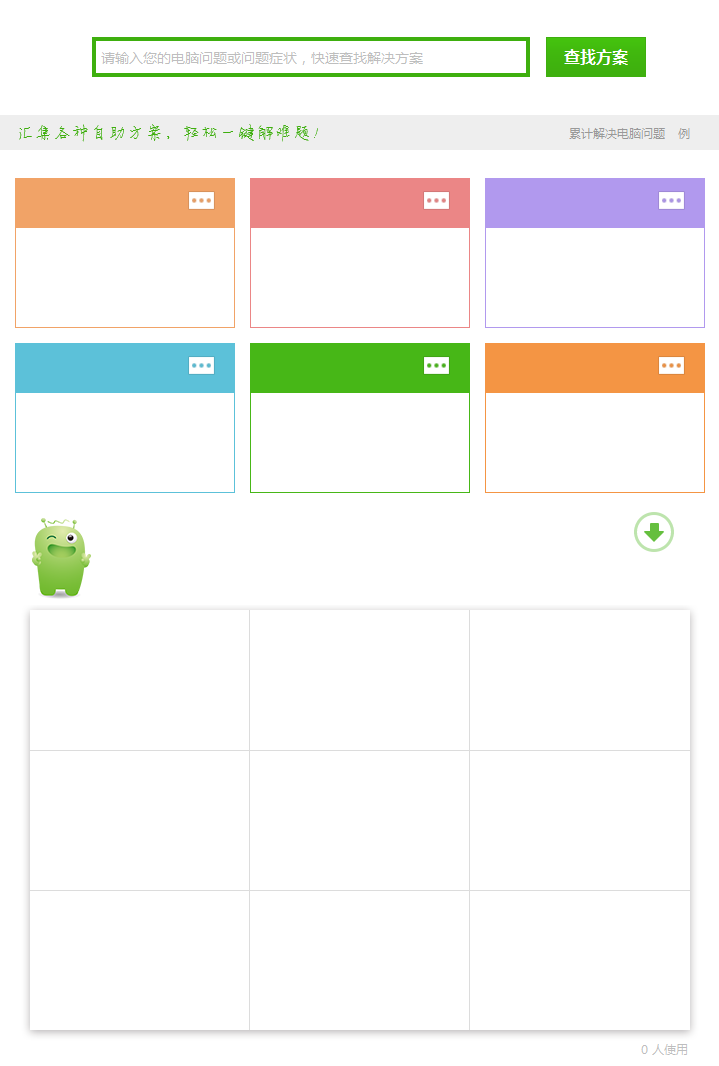 请输入您的电脑问题或问题症状，快速查找解决方案
查找方案
汇集各种自助方案，轻松一键解难题！
累计解决电脑问题 例
0 人使用